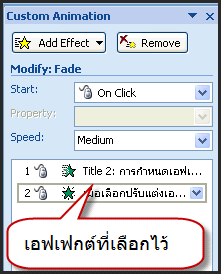 Custom Animation
Add Effect
Remove
Modify: Fade
Start:
On Click
Property:
Speed:
Medium
1 Title 2: การกำหนดเอฟเ...
2 มือเลือกปรับแต่งเอ...
เอฟเฟกต์ที่เลือกไว้